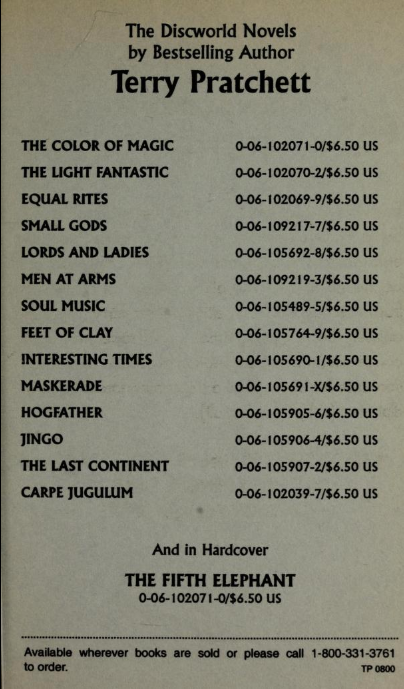 The Discworld Novels
by Bestselling Author
Terry Pratchett
THE COLOR OF MAGIC 0-06-102071-0/$6.50 US
THE LIGHT FANTASTIC 0-06-102070-2/$6.50 US
EQUAL RITES 0-06-102069-9/$6.50 US
SMALL GODS 0-06-109217-7/$6.50 US
LORDS AND LADIES 0-06-105692-8/$6.50 US
MEN AT ARMS 0-06-109219-3/$6.50 US
SOUL MUSIC 0-06-105489-5/$6.50 US
FEET OF CLAY 0-06-105764-9/$6.50 US
INTERESTING TIMES 0-06-105690-1/$6.50 US
MASKERADE 0-06-105691-X/$6.50 US
HOGFATHER 0-06-105905-6/$6.50 US
JINGO 0-06-105906-4/$6.50 US
THE LAST CONTINENT 0-06-105907-2/$6.50 US
CARPE JUGULUM 0-06-102039-7/$6.50 US
And in Hardcover
THE FIFTH ELEPHANT
0-06-102071-0/$6.50 US
Available wherever books are sold or please call 1-800-331-3761
to order. TP 0800